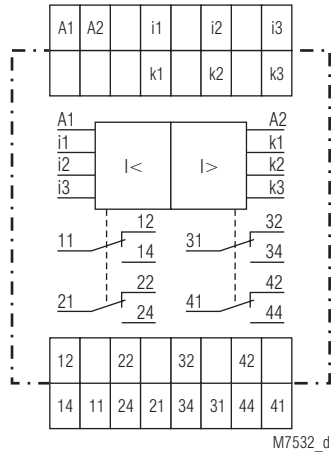 A1 A2 i1 i2 i3
k1 k2 k3
A1 A2
i1 k1
i2 I< I> k2
i3 k3
12 32
11 14 31 34
22 42
21 24 41 44
12 22 32 42
14 11 24 21 34 31 44 41
M7532_d